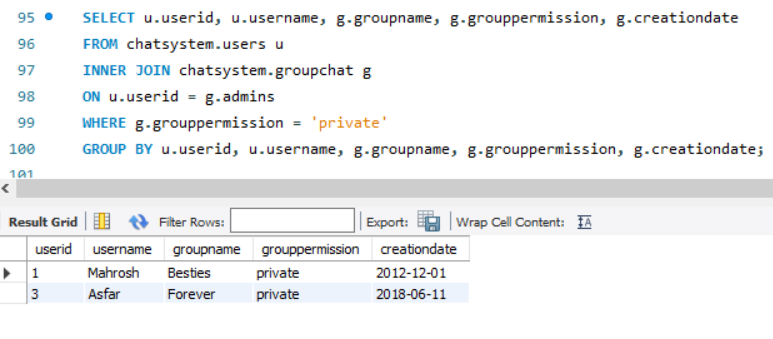 95 SELECT u.userid, u.username, g.groupname, g.grouppermission, g.creationdate
96 FROM chatsystem.users u
97 INNER JOIN chatsystem.groupchat g
98 ON u.userid = g.admins
99 WHERE g.grouppermission = 'private'
100 GROUP BY u.userid, u.username, g.groupname, g.grouppermission, g.creationdate;
101
Result Grid Filter Rows: Export: Wrap Cell Content:
userid username groupname grouppermission creationdate
1 Mahrosh Besties private 2012-12-01
3 Asfar Forever private 2018-06-11